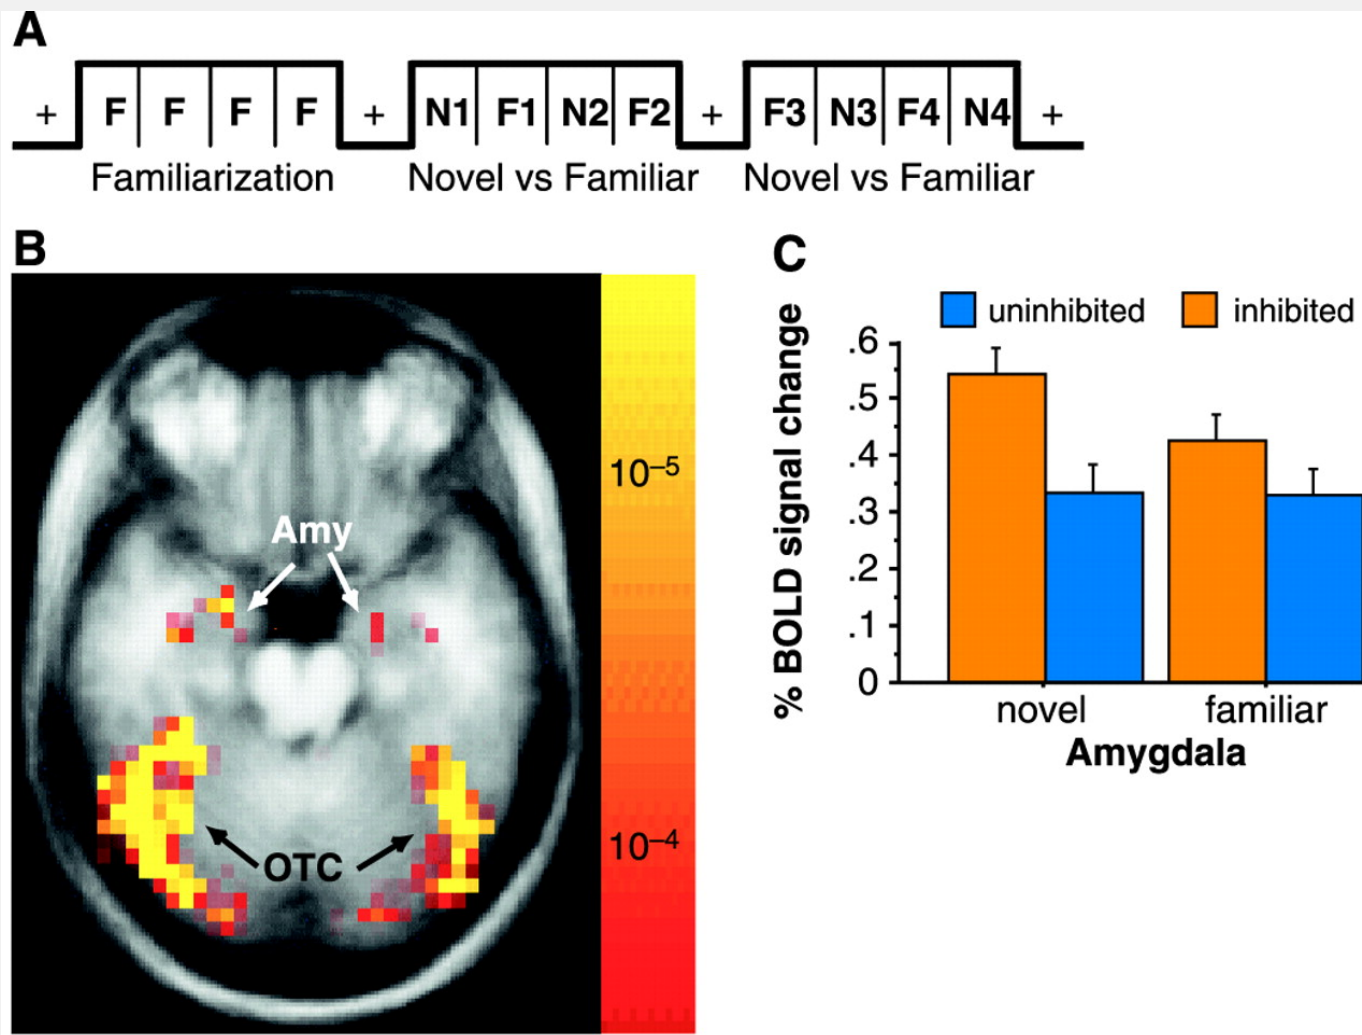 A
+ F F F F + N1 F1 N2 F2 + F3 N3 F4 N4 +
Familiarization Novel vs Familiar Novel vs Familiar
B
10–5
Amy
10–4
OTC
C
uninhibited inhibited
% BOLD signal change
.6
.5
.4
.3
.2
.1
0
novel familiar
Amygdala